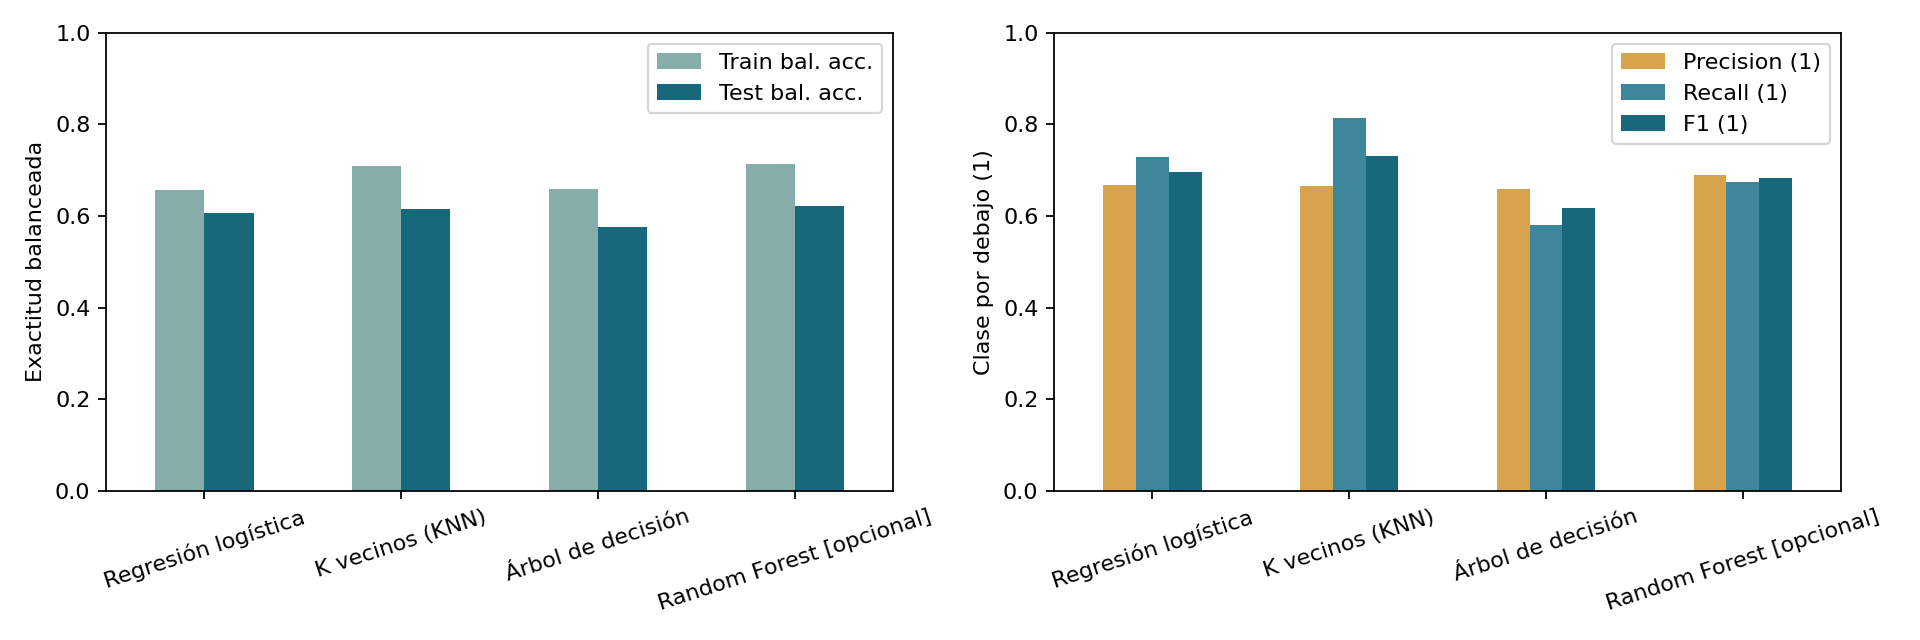 Exactitud balanceada
1.0
0.8
0.6
0.4
0.2
0.0
Train bal. acc.
Test bal. acc.
Regresión logística
K vecinos (KNN)
Árbol de decisión
Random Forest [opcional]
Clase por debajo (1)
1.0
0.8
0.6
0.4
0.2
0.0
Precision (1)
Recall (1)
F1 (1)
Regresión logística
K vecinos (KNN)
Árbol de decisión
Random Forest [opcional]